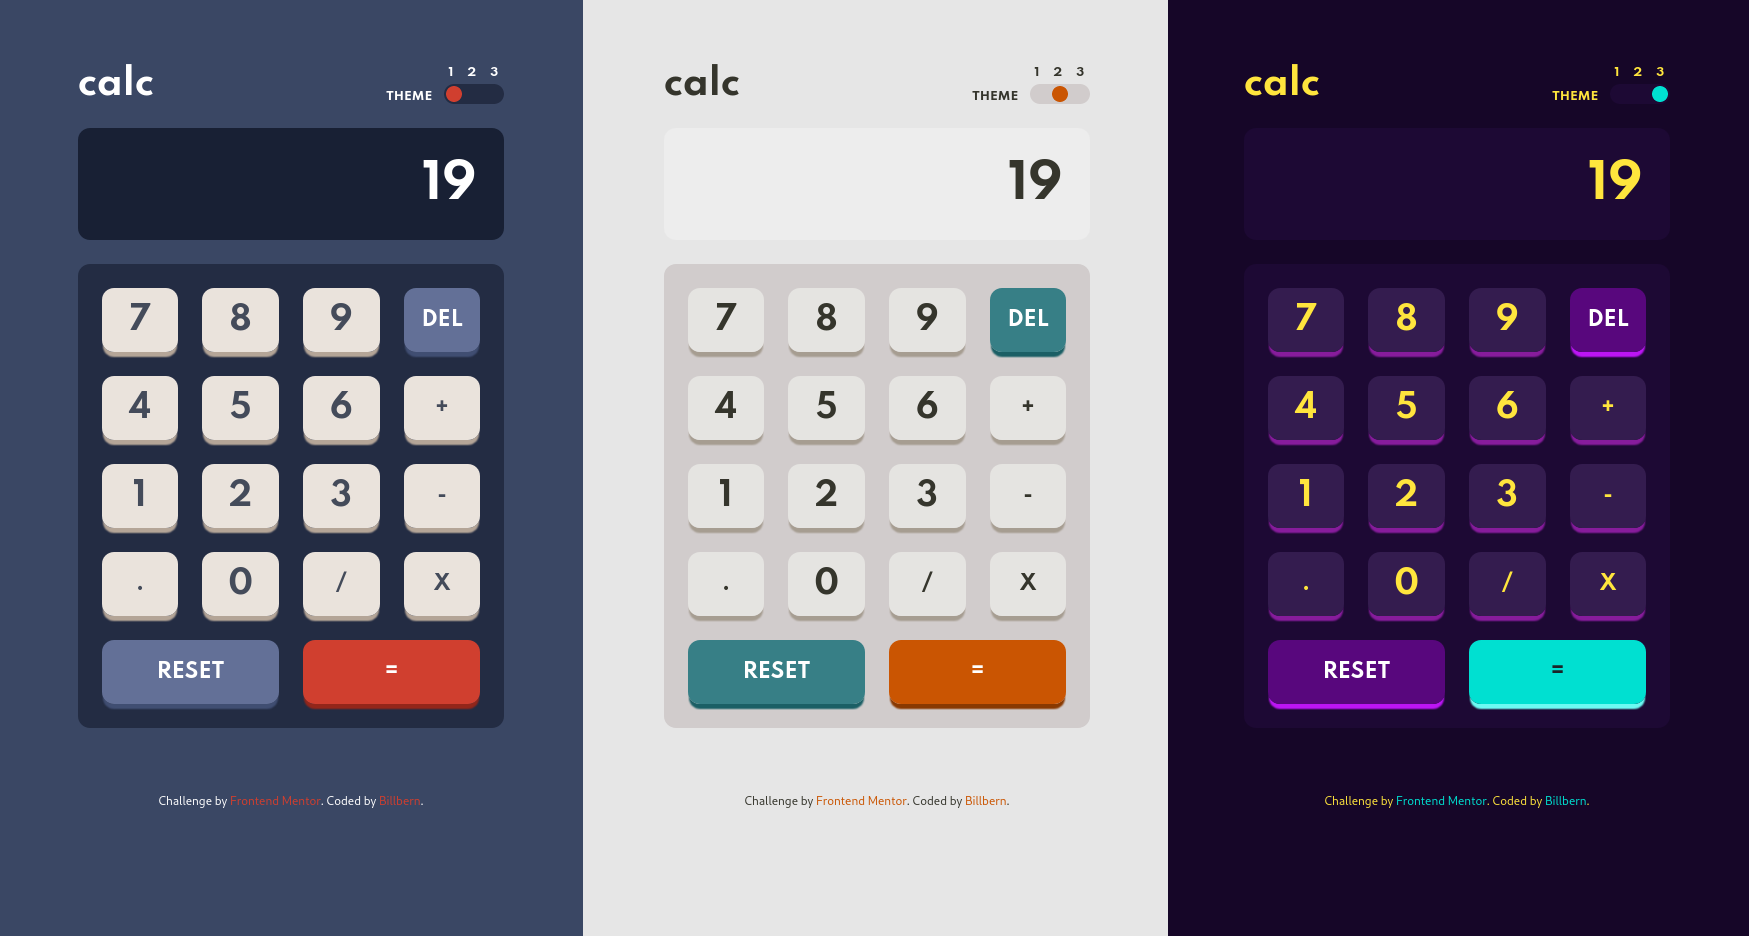 calc
1 2 3
THEME
19
7 8 9 DEL
4 5 6 +
1 2 3 -
. 0 / X
RESET =
Challenge by Frontend Mentor. Coded by Billbern.
calc
1 2 3
THEME
19
7 8 9 DEL
4 5 6 +
1 2 3 -
. 0 / X
RESET =
Challenge by Frontend Mentor. Coded by Billbern.
calc
1 2 3
THEME
19
7 8 9 DEL
4 5 6 +
1 2 3 -
. 0 / X
RESET =
Challenge by Frontend Mentor. Coded by Billbern.